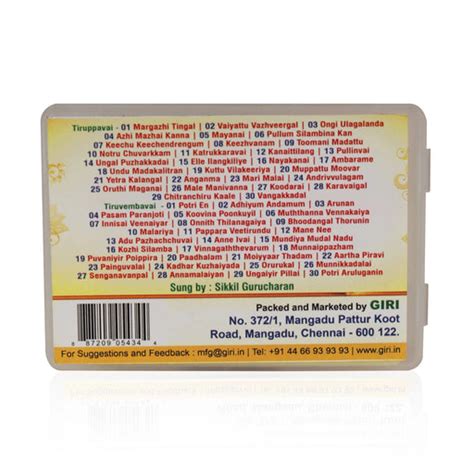 Tiruppavai - 01 Margazhi Tingal | 02 Vaiyattu Vazhveergal | 03 Ongi Ulagalanda
04 Azhi Mazhai Kanna | 05 Mayanai | 06 Pullum Silambina Kan
07 Keechu Keechendrengum | 08 Keezhvanam | 09 Toomani Madattu
10 Notru Chuvarkkam | 11 Katrukkaravai | 12 Kanaittilang | 13 Pullinvai
14 Ungal Puzhakkadai | 15 Elle Ilangkiliye | 16 Nayakanai | 17 Ambarame
18 Undu Madakalitran | 19 Kuttu Vilakeeriya | 20 Muppattu Moovar
21 Yetra Kalangal | 22 Anganma | 23 Mari Malai | 24 Andrivvulagam
25 Oruthi Maganai | 26 Male Manivanna | 27 Koodarai | 28 Karavaigal
29 Chitranchiru Kaale | 30 Vangakkadal
Tiruvembavai - 01 Potri En | 02 Adhiyum Andamum | 03 Arunan
04 Pasam Paranjoti | 05 Koovina Poonkuyil | 06 Muththanna Vennakaiya
07 Innisai Veenaiyar | 08 Onnith Thilanagaiya | 09 Bhoodangal Thorunin
10 Malariya | 11 Pappara Veetirundu | 12 Mane Nee
13 Adu Pazhachchuvai | 14 Anne Ivai | 15 Mundiya Mudal Nadu
16 Kozhi Silamba | 17 Vinnagaththevarum | 18 Munnaippazham
19 Puvaniyir Poippira | 20 Paadhalam | 21 Moiyyaar Thadam | 22 Aartha Piravi
23 Painguvalai | 24 Kadhar Kuzhaiyada | 25 Orurukal | 26 Munnikkadalai
27 Senkannavan | 28 Annamalaiyan | 29 Ungaiyir Pillai | 30 Potri Aruluganin
Sung by : Sikkil Gurucharan
Packed and Marketed by GIRI
No. 372/1, Mangadu Pattur Koot
Road, Mangadu, Chennai - 600 122.
8 87209 05434 4
For Suggestions and Feedback : mfg@giri.in | Tel: +91 44 66 93 93 93 | www.giri.in